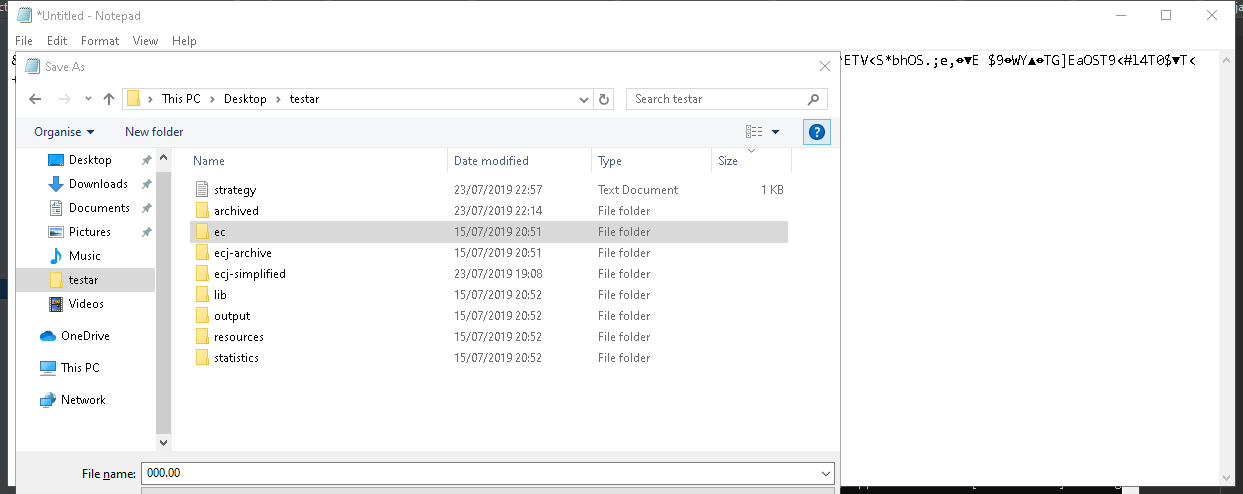 *Untitled - Notepad
File Edit Format View Help
ETV<S*bhOS.;e,
Save As
This PC > Desktop > testar
Search testar
Organise New folder
Name Date modified Type Size
strategy 23/07/2019 22:57 Text Document 1 KB
archived 23/07/2019 22:14 File folder
ec 15/07/2019 20:51 File folder
ecj-archive 15/07/2019 20:51 File folder
ecj-simplified 23/07/2019 19:08 File folder
lib 15/07/2019 20:52 File folder
output 15/07/2019 20:52 File folder
resources 15/07/2019 20:52 File folder
statistics 15/07/2019 20:52 File folder
Desktop
Downloads
Documents
Pictures
Music
testar
Videos
OneDrive
This PC
Network
File name: 000.00